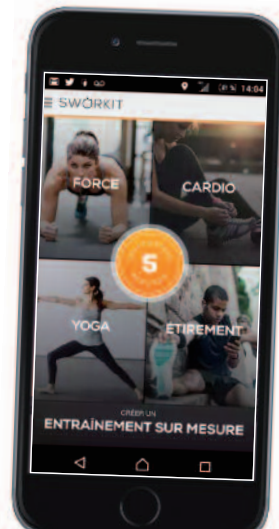 14:04
SWORKIT
FORCE
CARDIO
5
YOGA
ÉTIREMENT
CRÉER UN
ENTRAÎNEMENT SUR MESURE